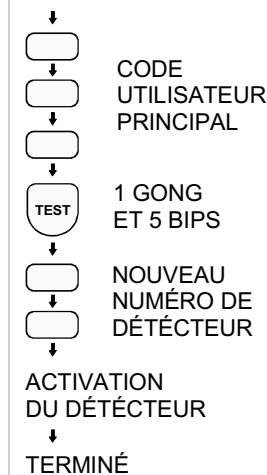 CODE
UTILISATEUR
PRINCIPAL
TEST
1 GONG
ET 5 BIPS
NOUVEAU
NUMÉRO DE
DÉTÉCTEUR
ACTIVATION
DU DÉTÉCTEUR
TERMINÉ